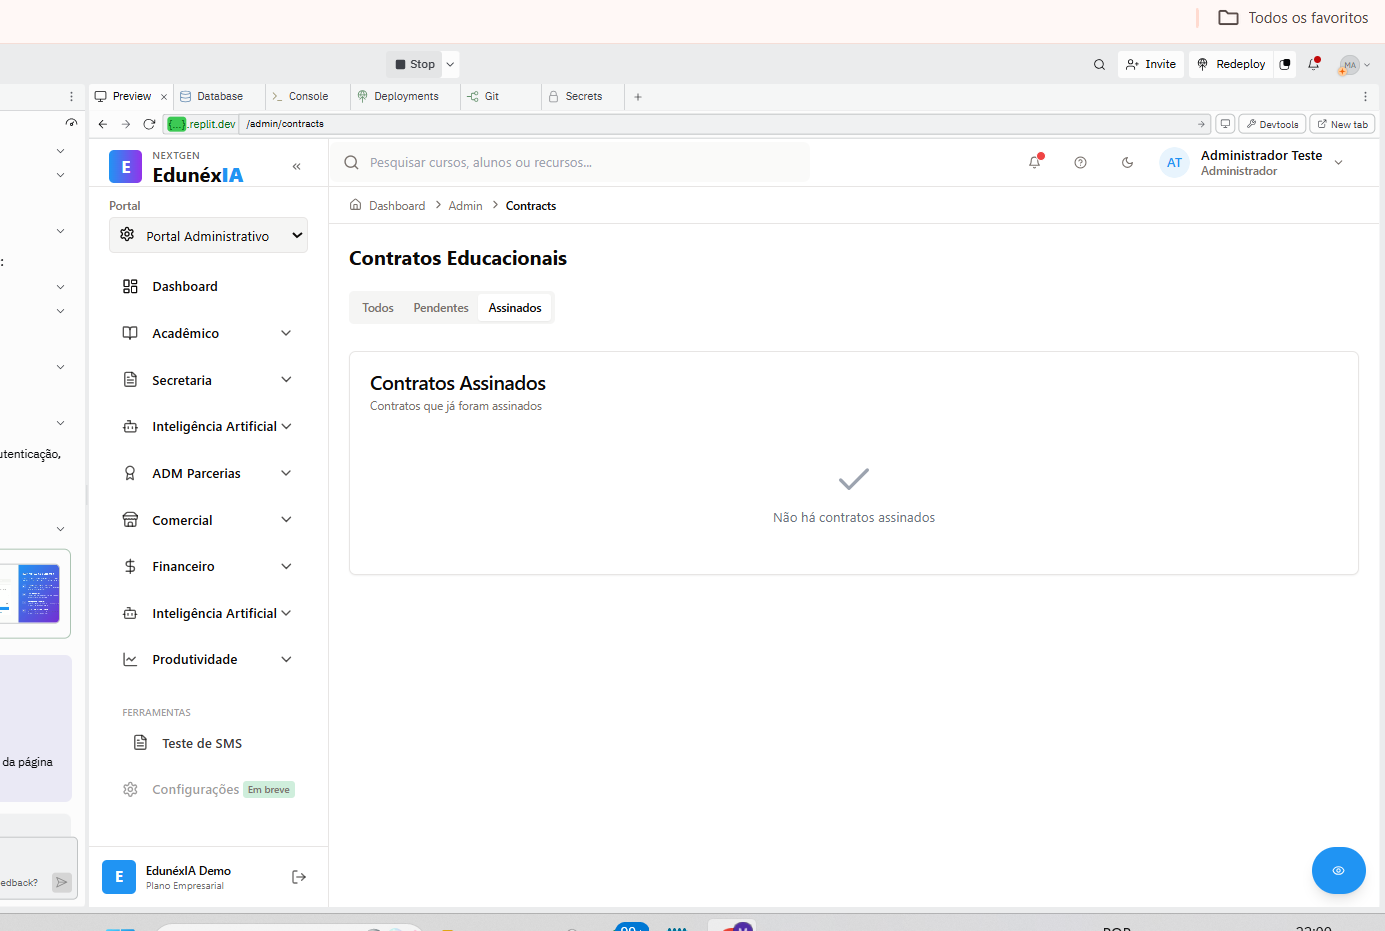 Todos os favoritos
Stop
Invite
Redeploy
MA
Preview
Database
Console
Deployments
Git
Secrets
{...}.replit.dev
/admin/contracts
Devtools
New tab
E
NEXTGEN
EdunéxIA
«
Pesquisar cursos, alunos ou recursos...
AT
Administrador Teste
Administrador
Portal
Portal Administrativo
Dashboard
Admin
Contracts
Contratos Educacionais
Todos
Pendentes
Assinados
Dashboard
Acadêmico
Secretaria
Inteligência Artificial
ADM Parcerias
Comercial
Financeiro
Inteligência Artificial
Produtividade
FERRAMENTAS
Teste de SMS
Configurações
Em breve
Contratos Assinados
Contratos que já foram assinados
Não há contratos assinados
:
utenticação,
da página
edback?
E
EdunéxIA Demo
Plano Empresarial